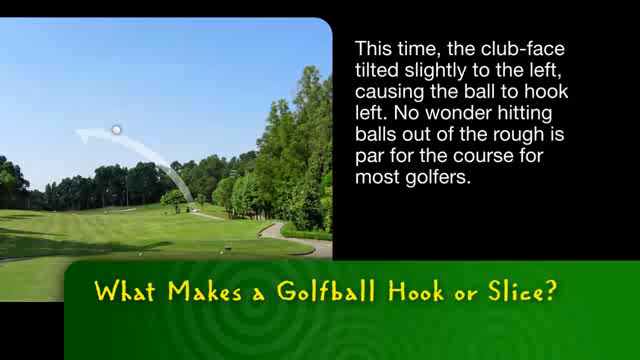 This time, the club-face
tilted slightly to the left,
causing the ball to hook
left. No wonder hitting
balls out of the rough is
par for the course for
most golfers.
What Makes a Golfball Hook or Slice?